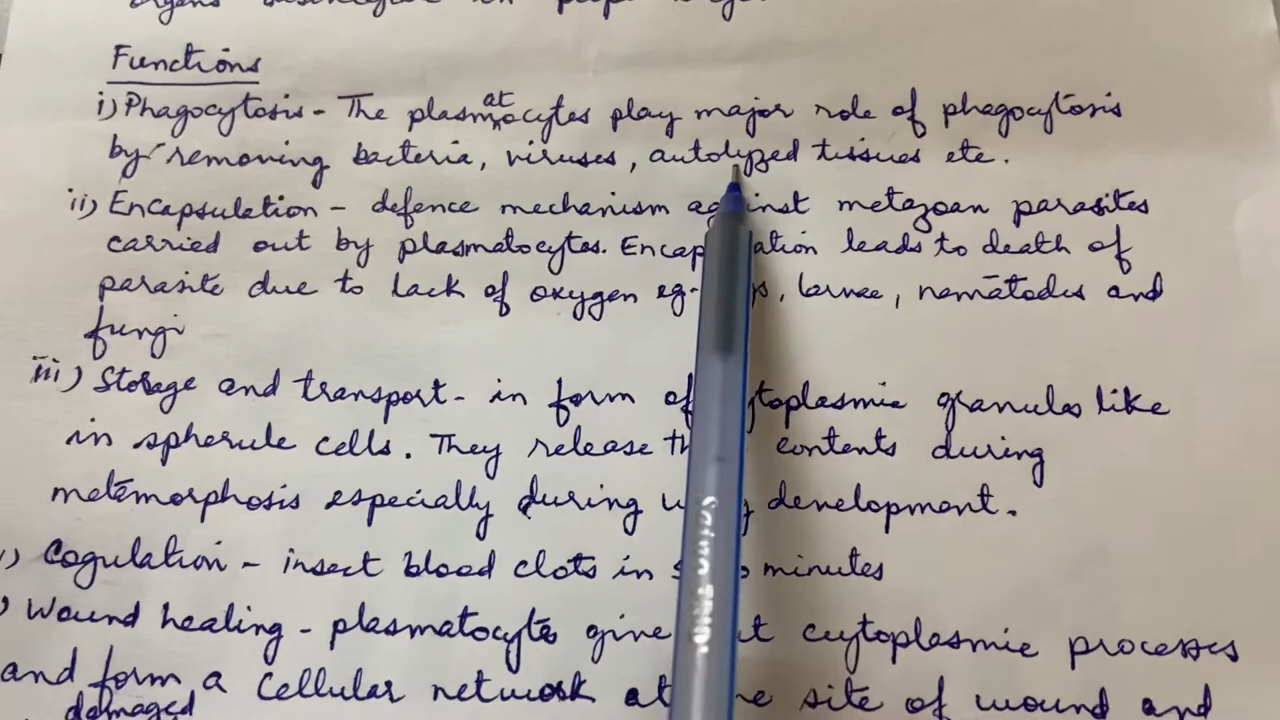 Functions
i) Phagocytosis - The plasmatocytes play major role of phagocytosis
by removing bacteria, viruses, autolyzed tissues etc.
ii) Encapsulation - defence mechanism against metazoan parasites
carried out by plasmatocytes. Encapsulation leads to death of
parasite due to lack of oxygen eg- , larvae, nematodes and
fungi
iii) Storage and transport - in form of cytoplasmic granules like
in spherule cells. They release contents during
metamorphosis especially during development.
) Cogulation - insect blood clots in minutes
) Wound healing - plasmatocyte give cytoplasmic processes
and form a cellular network at the site of wound and
damaged